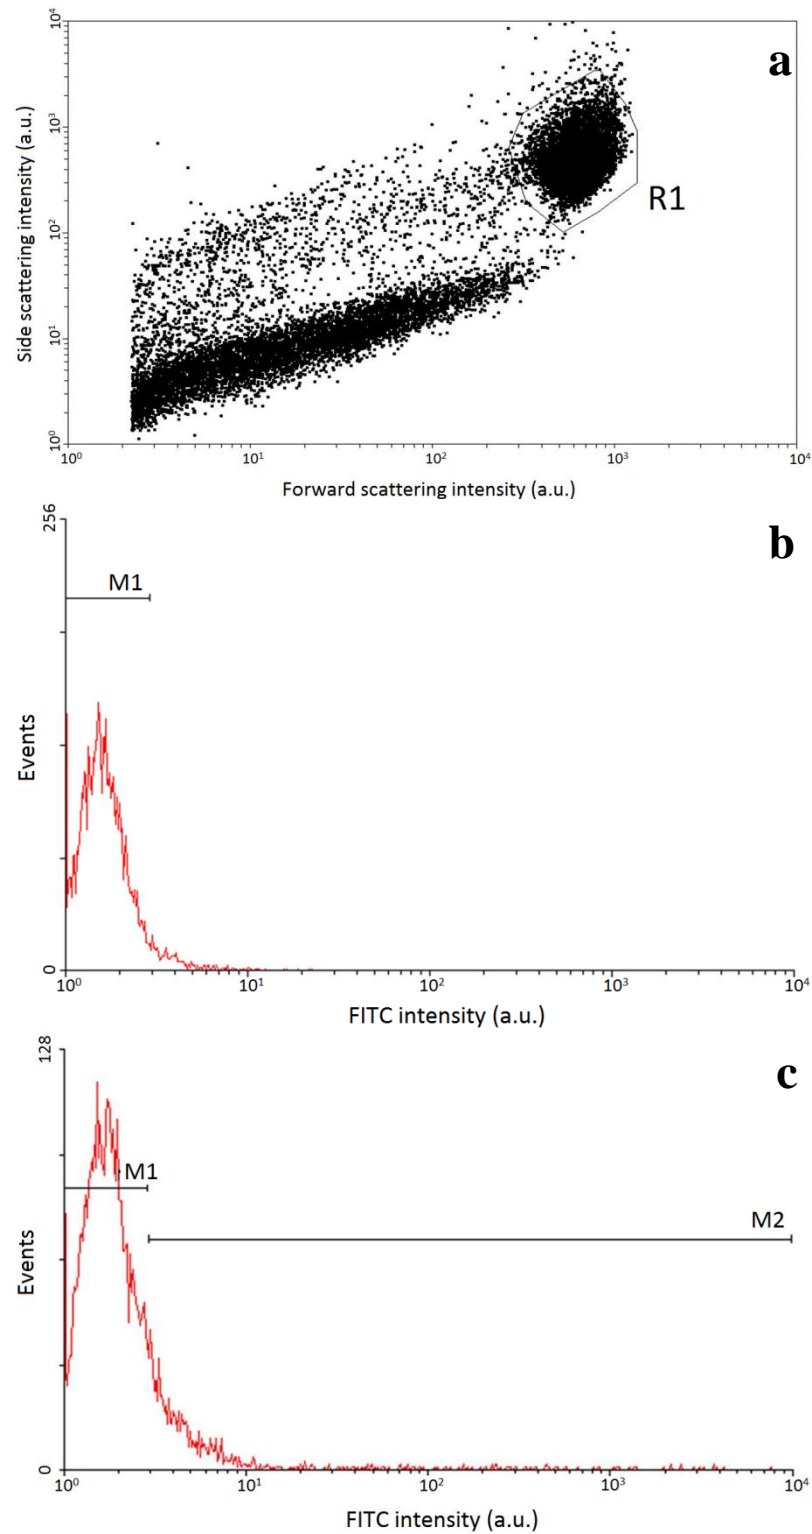 a
10⁴
10³
10²
10¹
10⁰
Side scattering intensity (a.u.)
R1
10⁰ 10¹ 10² 10³ 10⁴
Forward scattering intensity (a.u.)
b
256
M1
Events
0
10⁰ 10¹ 10² 10³ 10⁴
FITC intensity (a.u.)
c
128
M1
M2
Events
0
10⁰ 10¹ 10² 10³ 10⁴
FITC intensity (a.u.)